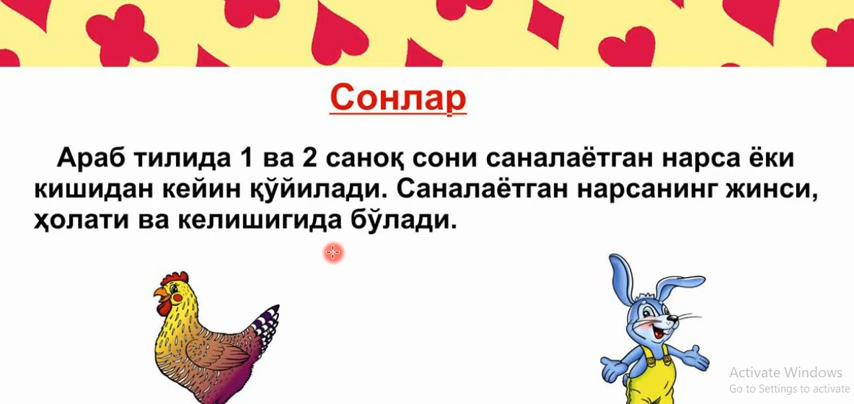 Сонлар
Араб тилида 1 ва 2 саноқ сони саналаётган нарса ёки
кишидан кейин қўйилади. Саналаётган нарсанинг жинси,
ҳолати ва келишигида бўлади.
Activate Windows
Go to Settings to activate